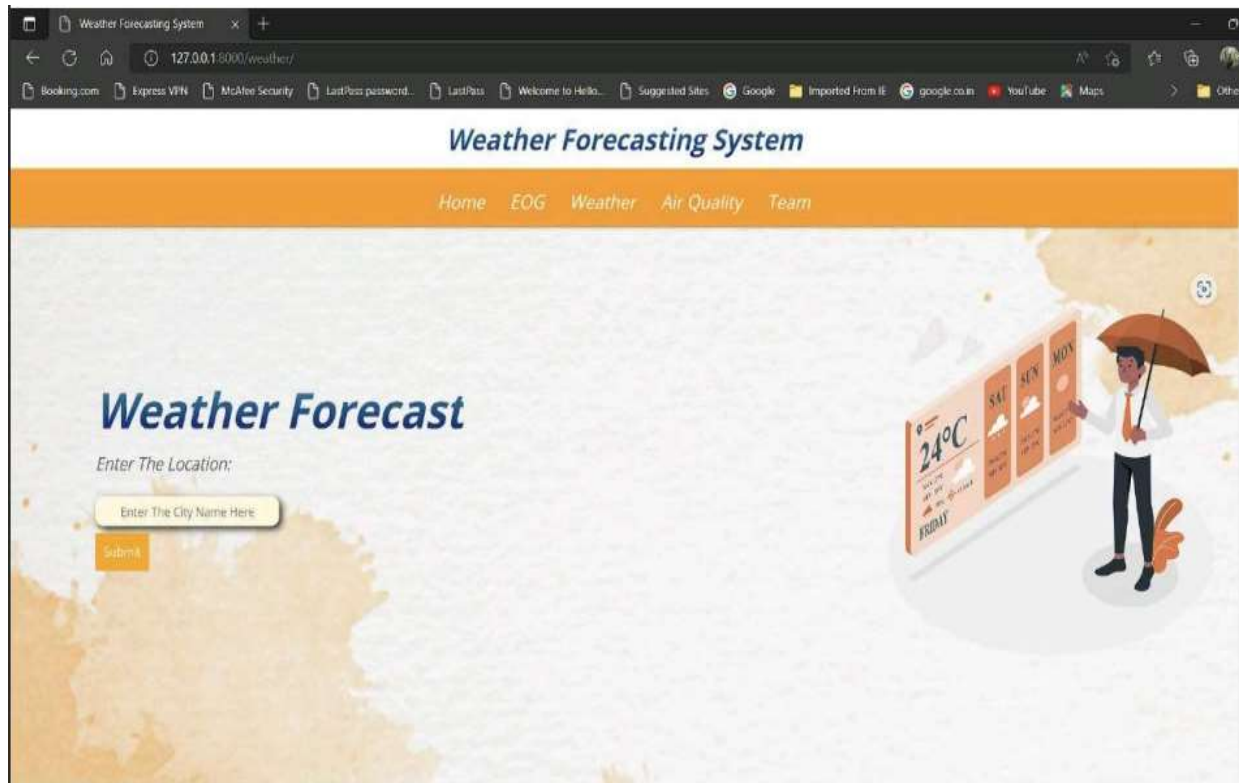 Weather Forecasting System
127.0.0.1:8000/weather/
Booking.com Express VPN McAfee Security LastPass password... LastPass Welcome to Hello... Suggested Sites Google Imported From IE google.co.in YouTube Maps Othe
Weather Forecasting System
Home EOG Weather Air Quality Team
Weather Forecast
Enter The Location:
Enter The City Name Here
Submit
24°C
FRIDAY
SAT
SUN
MON